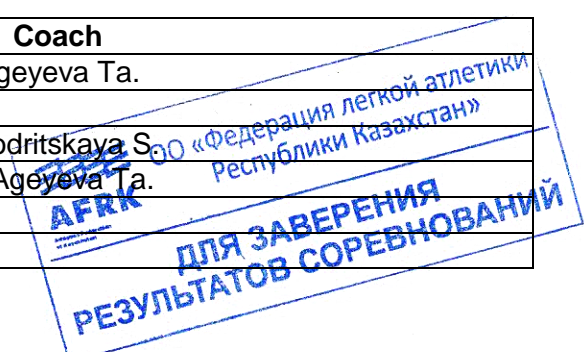 Coach
geyeva Ta.
odritskaya S.
Ageyeva Ta.
ОО «Федерация легкой атлетики
Республики Казахстан»
AFRK
ДЛЯ ЗАВЕРЕНИЯ
РЕЗУЛЬТАТОВ СОРЕВНОВАНИЙ